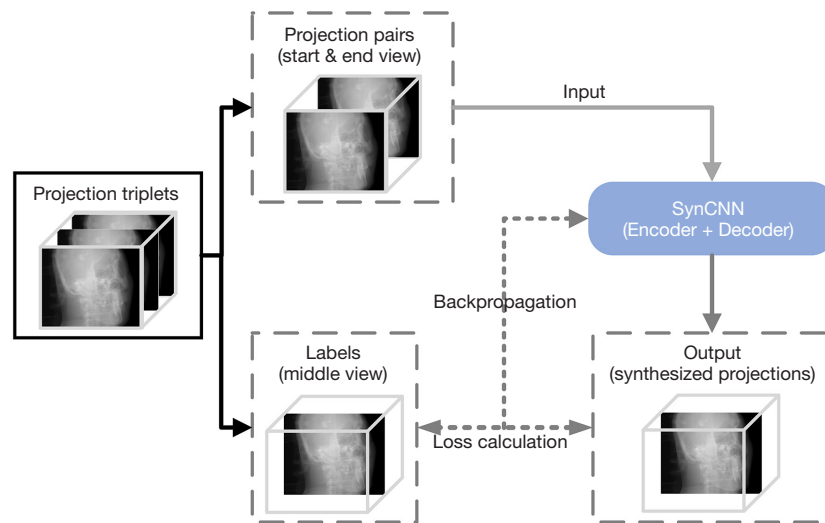 Projection pairs
(start & end view)
Input
Projection triplets
SynCNN
(Encoder + Decoder)
Backpropagation
Labels
(middle view)
Output
(synthesized projections)
Loss calculation